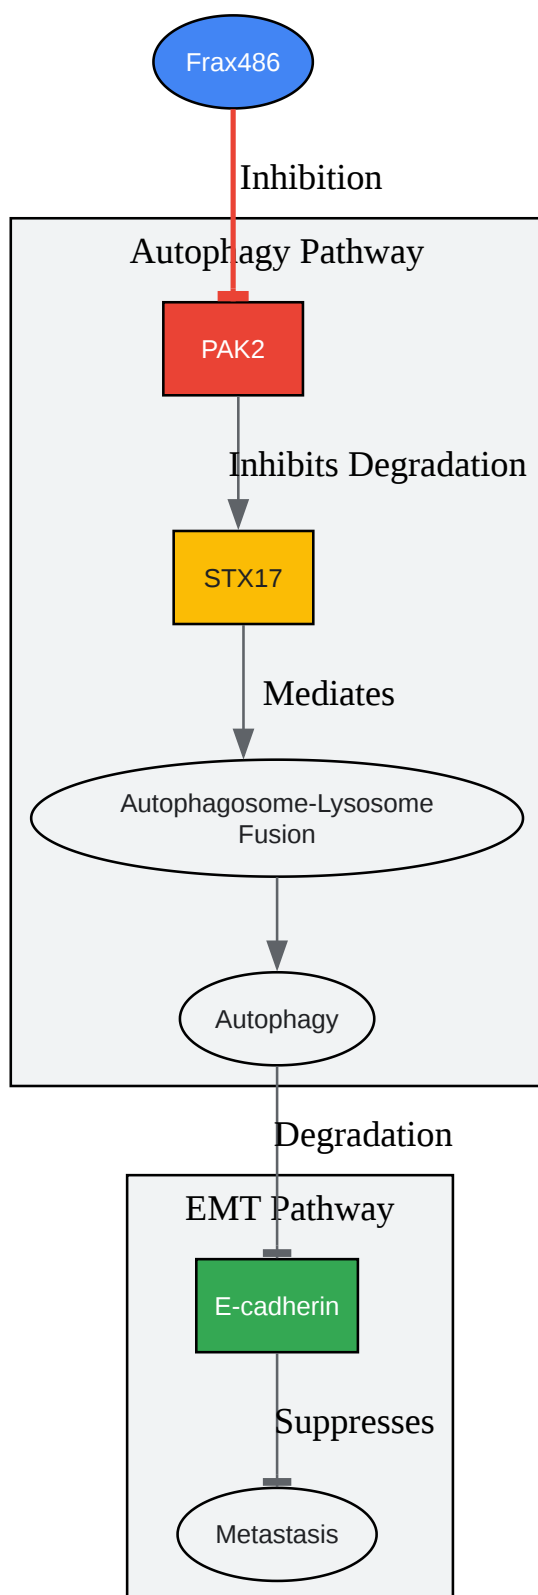 Frax486
Inhibition
Autophagy Pathway
PAK2
Inhibits Degradation
STX17
Mediates
Autophagosome-Lysosome
Fusion
Autophagy
Degradation
EMT Pathway
E-cadherin
Suppresses
Metastasis